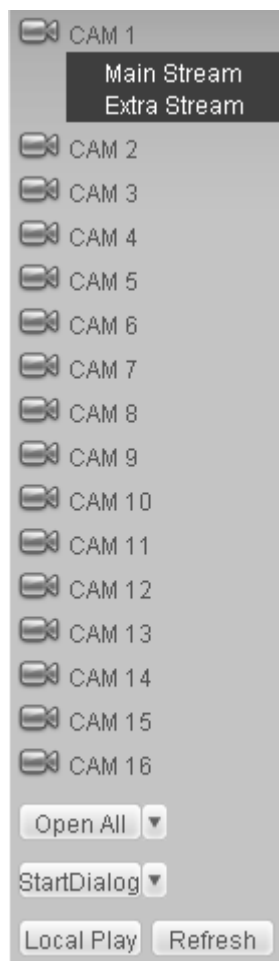 CAM 1
Main Stream
Extra Stream
CAM 2
CAM 3
CAM 4
CAM 5
CAM 6
CAM 7
CAM 8
CAM 9
CAM 10
CAM 11
CAM 12
CAM 13
CAM 14
CAM 15
CAM 16
Open All
StartDialog
Local Play Refresh